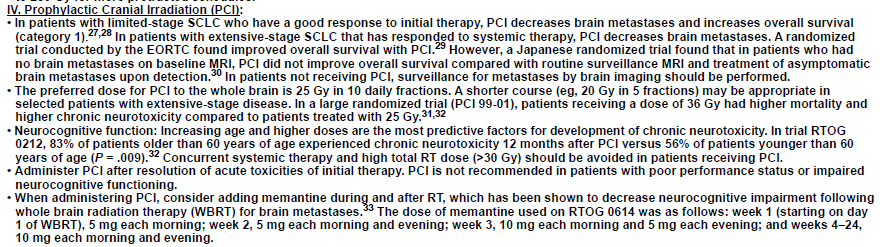 IV. Prophylactic Cranial Irradiation (PCI):
• In patients with limited-stage SCLC who have a good response to initial therapy, PCI decreases brain metastases and increases overall survival
(category 1).27,28 In patients with extensive-stage SCLC that has responded to systemic therapy, PCI decreases brain metastases. A randomized
trial conducted by the EORTC found improved overall survival with PCI.29 However, a Japanese randomized trial found that in patients who had
no brain metastases on baseline MRI, PCI did not improve overall survival compared with routine surveillance MRI and treatment of asymptomatic
brain metastases upon detection.30 In patients not receiving PCI, surveillance for metastases by brain imaging should be performed.
• The preferred dose for PCI to the whole brain is 25 Gy in 10 daily fractions. A shorter course (eg, 20 Gy in 5 fractions) may be appropriate in
selected patients with extensive-stage disease. In a large randomized trial (PCI 99-01), patients receiving a dose of 36 Gy had higher mortality and
higher chronic neurotoxicity compared to patients treated with 25 Gy.31,32
• Neurocognitive function: Increasing age and higher doses are the most predictive factors for development of chronic neurotoxicity. In trial RTOG
0212, 83% of patients older than 60 years of age experienced chronic neurotoxicity 12 months after PCI versus 56% of patients younger than 60
years of age (P = .009).32 Concurrent systemic therapy and high total RT dose (>30 Gy) should be avoided in patients receiving PCI.
• Administer PCI after resolution of acute toxicities of initial therapy. PCI is not recommended in patients with poor performance status or impaired
neurocognitive functioning.
• When administering PCI, consider adding memantine during and after RT, which has been shown to decrease neurocognitive impairment following
whole brain radiation therapy (WBRT) for brain metastases.33 The dose of memantine used on RTOG 0614 was as follows: week 1 (starting on day
1 of WBRT), 5 mg each morning; week 2, 5 mg each morning and evening; week 3, 10 mg each morning and 5 mg each evening; and weeks 4–24,
10 mg each morning and evening.